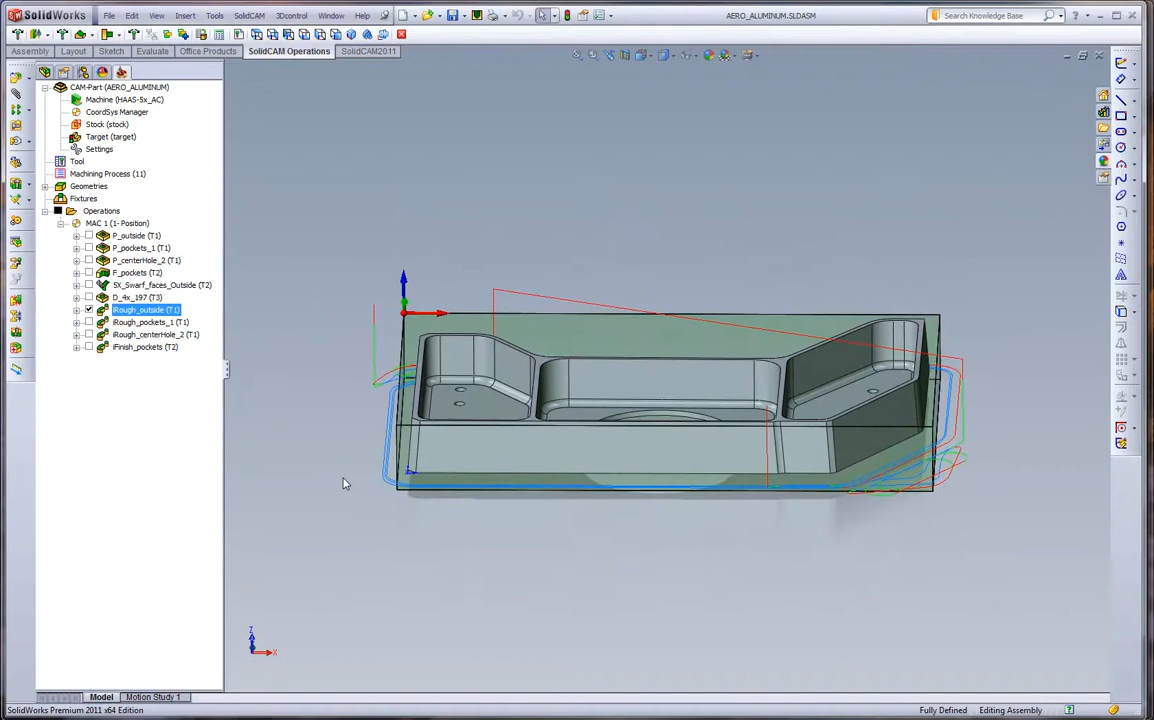 SolidWorks File Edit View Insert Tools SolidCAM 3Dcontrol Window Help AERO_ALUMINUM.SLDASM Search Knowledge Base
Assembly Layout Sketch Evaluate Office Products SolidCAM Operations SolidCAM2011
CAM-Part (AERO_ALUMINUM)
Machine (HAAS-5x_AC)
CoordSys Manager
Stock (stock)
Target (target)
Settings
Tool
Machining Process (11)
Geometries
Fixtures
Operations
MAC 1 (1- Position)
P_outside (T1)
P_pockets_1 (T1)
P_centerHole_2 (T1)
F_pockets (T2)
5X_Swarf_faces_Outside (T2)
D_4x_197 (T3)
iRough_outside (T1)
iRough_pockets_1 (T1)
iRough_centerHole_2 (T1)
iFinish_pockets (T2)
Z
X
Model Motion Study 1
SolidWorks Premium 2011 x64 Edition Fully Defined Editing Assembly